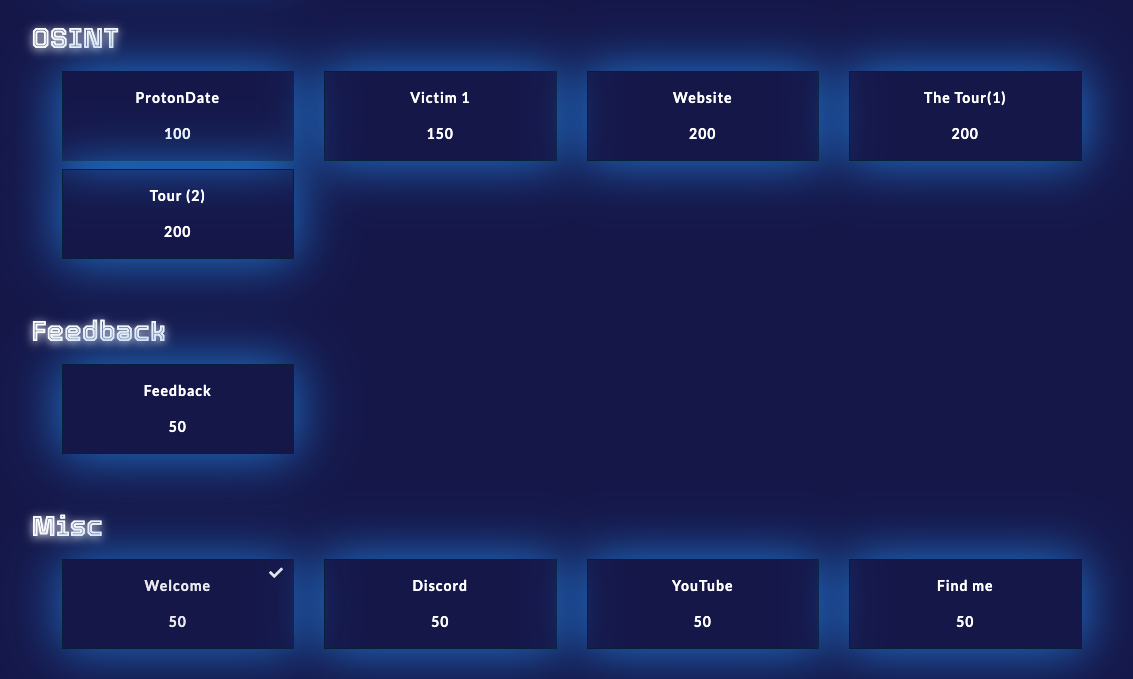 OSINT
ProtonDate
100
Victim 1
150
Website
200
The Tour(1)
200
Tour (2)
200
Feedback
Feedback
50
Misc
Welcome
50
Discord
50
YouTube
50
Find me
50